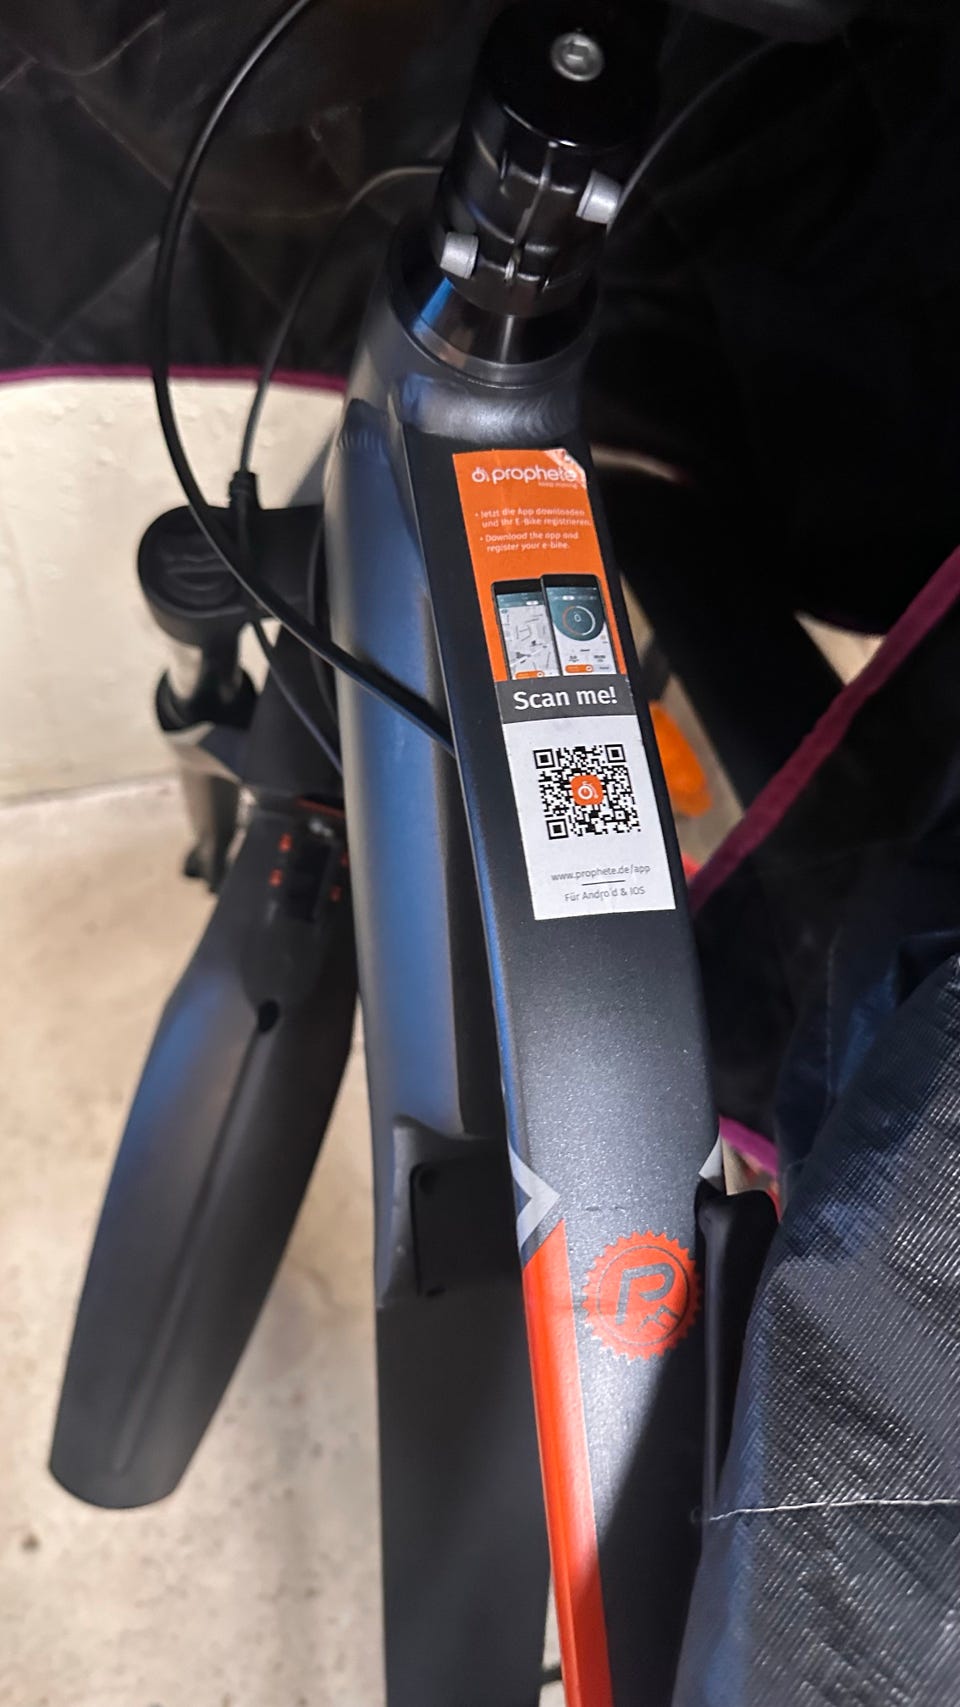 prophete
keep moving
• Jetzt die App downloaden
und Ihr E-Bike registrieren.
• Download the app and
register your e-bike.
Scan me!
www.prophete.de/app
Für Android & IOS
P